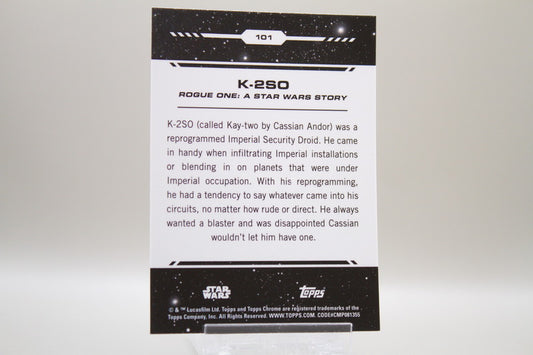 101
K-2SO
ROGUE ONE: A STAR WARS STORY
K-2SO (called Kay-two by Cassian Andor) was a
reprogrammed Imperial Security Droid. He came
in handy when infiltrating Imperial installations
or blending in on planets that were under
Imperial occupation. With his reprogramming,
he had a tendency to say whatever came into his
circuits, no matter how rude or direct. He always
wanted a blaster and was disappointed Cassian
wouldn't let him have one.
STAR WARS
topps
© & ™ Lucasfilm Ltd. Topps and Topps Chrome are registered trademarks of the
Topps Company, Inc. All Rights Reserved. WWW.TOPPS.COM. CODE#CMP081355